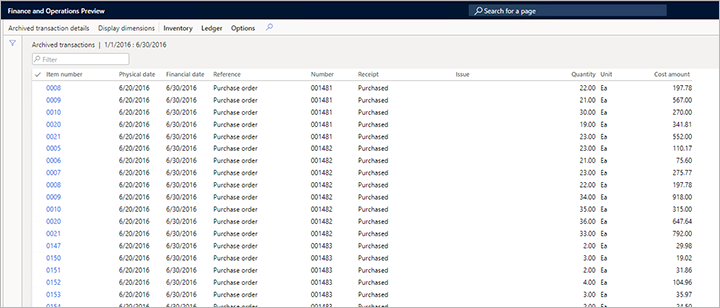 Finance and Operations Preview Search for a page
Archived transaction details Display dimensions Inventory Ledger Options
Archived transactions | 1/1/2016 : 6/30/2016
Filter
Item number Physical date Financial date Reference Number Receipt Issue Quantity Unit Cost amount
0008 6/20/2016 6/30/2016 Purchase order 001481 Purchased 22.00 Ea 197.78
0009 6/20/2016 6/30/2016 Purchase order 001481 Purchased 21.00 Ea 567.00
0010 6/20/2016 6/30/2016 Purchase order 001481 Purchased 30.00 Ea 270.00
0020 6/20/2016 6/30/2016 Purchase order 001481 Purchased 19.00 Ea 341.81
0021 6/20/2016 6/30/2016 Purchase order 001481 Purchased 23.00 Ea 552.00
0005 6/20/2016 6/30/2016 Purchase order 001482 Purchased 23.00 Ea 110.17
0006 6/20/2016 6/30/2016 Purchase order 001482 Purchased 21.00 Ea 75.60
0007 6/20/2016 6/30/2016 Purchase order 001482 Purchased 23.00 Ea 275.77
0008 6/20/2016 6/30/2016 Purchase order 001482 Purchased 22.00 Ea 197.78
0009 6/20/2016 6/30/2016 Purchase order 001482 Purchased 34.00 Ea 918.00
0010 6/20/2016 6/30/2016 Purchase order 001482 Purchased 35.00 Ea 315.00
0020 6/20/2016 6/30/2016 Purchase order 001482 Purchased 36.00 Ea 647.64
0021 6/20/2016 6/30/2016 Purchase order 001482 Purchased 33.00 Ea 792.00
0147 6/20/2016 6/30/2016 Purchase order 001483 Purchased 2.00 Ea 29.98
0150 6/20/2016 6/30/2016 Purchase order 001483 Purchased 3.00 Ea 19.02
0151 6/20/2016 6/30/2016 Purchase order 001483 Purchased 2.00 Ea 31.86
0152 6/20/2016 6/30/2016 Purchase order 001483 Purchased 4.00 Ea 104.96
0153 6/20/2016 6/30/2016 Purchase order 001483 Purchased 3.00 Ea 35.97
0154 6/20/2016 6/30/2016 Purchase order 001483 Purchased 3.00 Ea 24.50